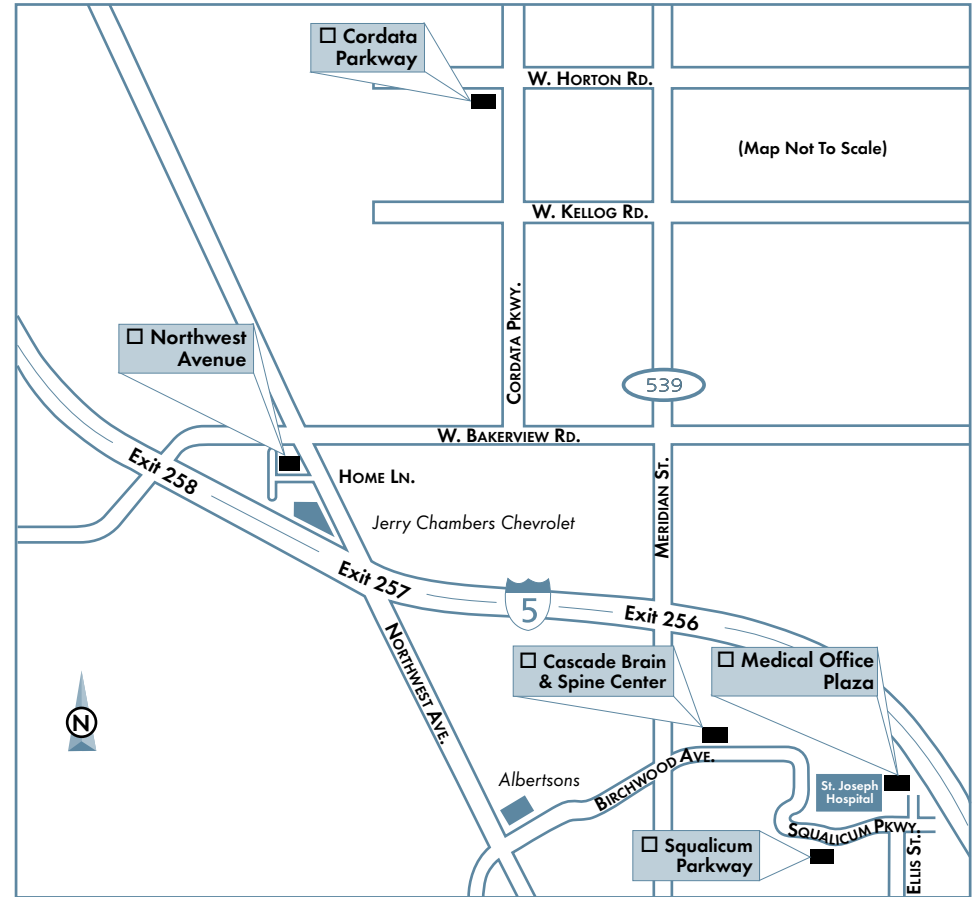 ☐ Cordata
Parkway
W. HORTON RD.
(Map Not To Scale)
W. KELLOG RD.
CORDATA PKWY.
☐ Northwest
Avenue
539
W. BAKERVIEW RD.
Exit 258
HOME LN.
MERIDIAN ST.
Jerry Chambers Chevrolet
Exit 257
5
Exit 256
NORTHWEST AVE.
☐ Cascade Brain
& Spine Center
☐ Medical Office
Plaza
N
Albertsons
BIRCHWOOD AVE.
St. Joseph
Hospital
SQUALICUM PKWY.
☐ Squalicum
Parkway
ELLIS ST.